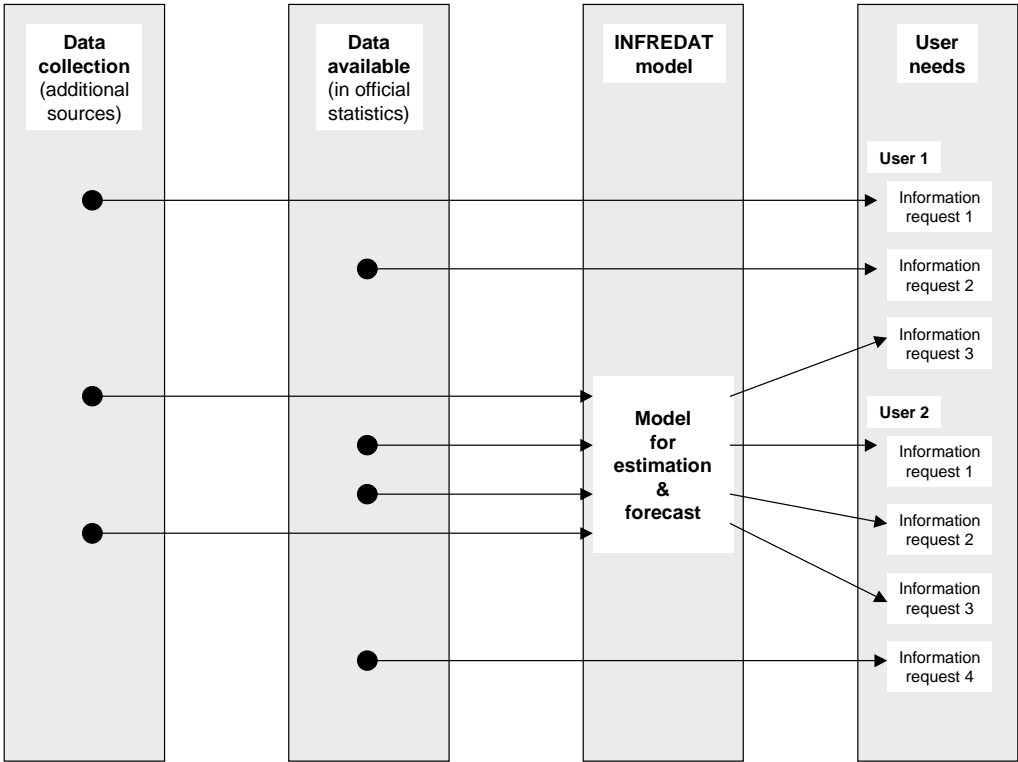 Data
collection
(additional
sources)
Data
available
(in official
statistics)
INFREDAT
model
User
needs
User 1
Information
request 1
Information
request 2
Information
request 3
Model
for
estimation
&
forecast
User 2
Information
request 1
Information
request 2
Information
request 3
Information
request 4